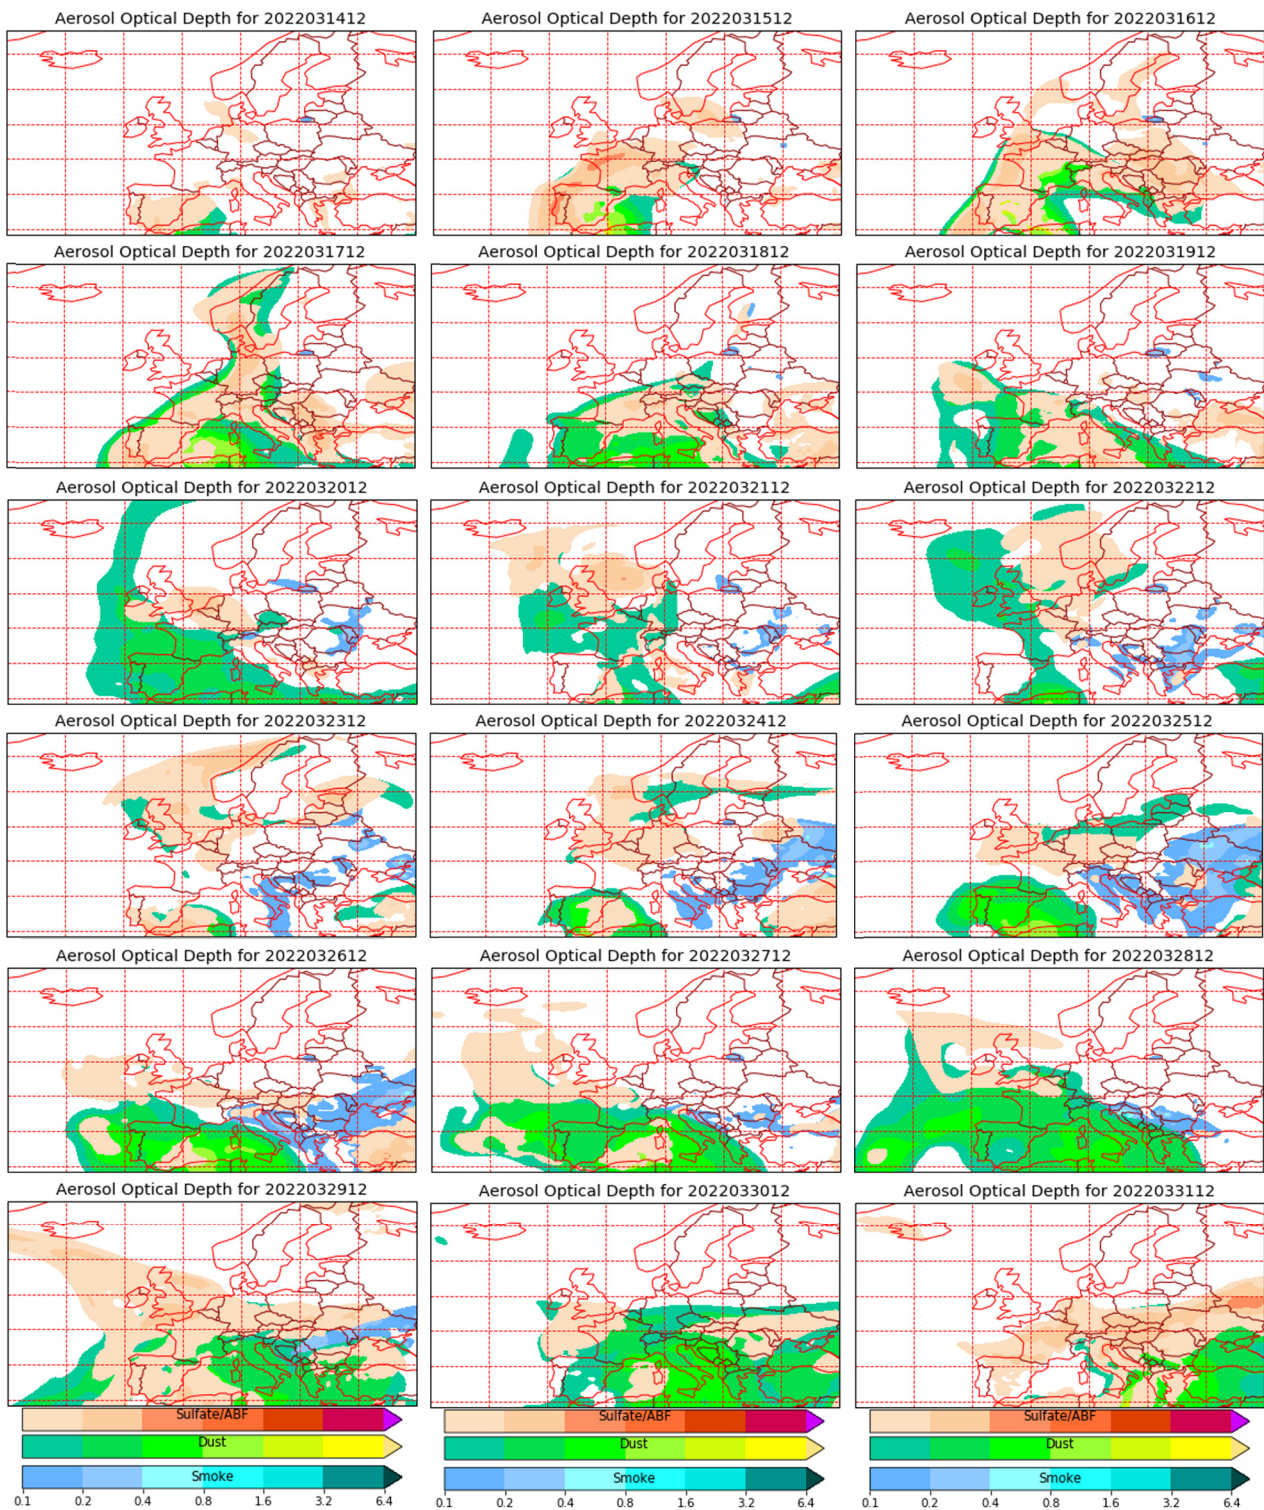 Aerosol Optical Depth for 2022031412
Aerosol Optical Depth for 2022031512
Aerosol Optical Depth for 2022031612
Aerosol Optical Depth for 2022031712
Aerosol Optical Depth for 2022031812
Aerosol Optical Depth for 2022031912
Aerosol Optical Depth for 2022032012
Aerosol Optical Depth for 2022032112
Aerosol Optical Depth for 2022032212
Aerosol Optical Depth for 2022032312
Aerosol Optical Depth for 2022032412
Aerosol Optical Depth for 2022032512
Aerosol Optical Depth for 2022032612
Aerosol Optical Depth for 2022032712
Aerosol Optical Depth for 2022032812
Aerosol Optical Depth for 2022032912
Aerosol Optical Depth for 2022033012
Aerosol Optical Depth for 2022033112
Sulfate/ABF
Dust
Smoke
0.1 0.2 0.4 0.8 1.6 3.2 6.4
Sulfate/ABF
Dust
Smoke
0.1 0.2 0.4 0.8 1.6 3.2 6.4
Sulfate/ABF
Dust
Smoke
0.1 0.2 0.4 0.8 1.6 3.2 6.4